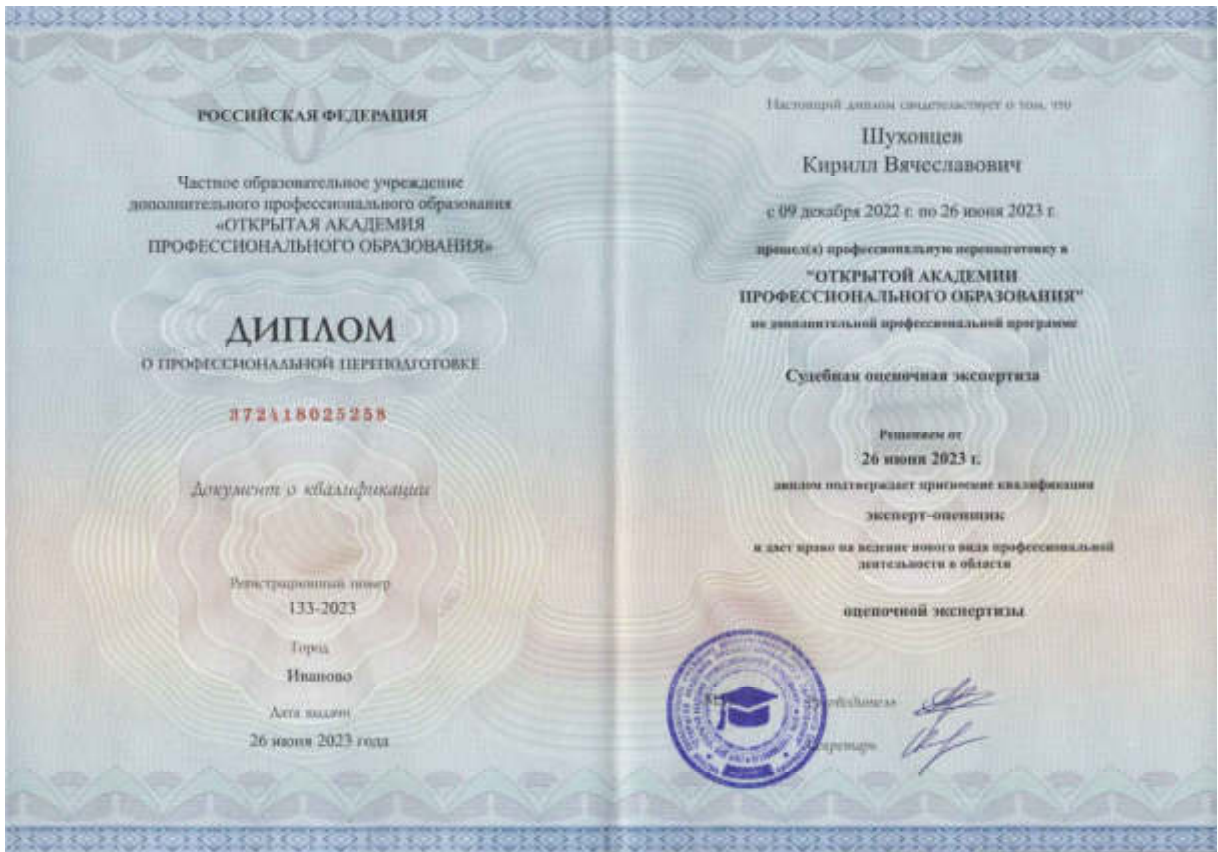 РОССИЙСКАЯ ФЕДЕРАЦИЯ
Частное образовательное учреждение
дополнительного профессионального образования
«ОТКРЫТАЯ АКАДЕМИЯ
ПРОФЕССИОНАЛЬНОГО ОБРАЗОВАНИЯ»
ДИПЛОМ
О ПРОФЕССИОНАЛЬНОЙ ПЕРЕПОДГОТОВКЕ
372418025258
Документ о квалификации
Регистрационный номер
133-2023
Город
Иваново
Дата выдачи
26 июня 2023 года
Настоящий диплом свидетельствует о том, что
Шуховцев
Кирилл Вячеславович
с 09 декабря 2022 г. по 26 июня 2023 г.
прошел(а) профессиональную переподготовку в
"ОТКРЫТОЙ АКАДЕМИИ
ПРОФЕССИОНАЛЬНОГО ОБРАЗОВАНИЯ"
по дополнительной профессиональной программе
Судебная оценочная экспертиза
Решением от
26 июня 2023 г.
диплом подтверждает присвоение квалификации
эксперт-оценщик
и дает право на ведение нового вида профессиональной
деятельности в области
оценочной экспертизы
Руководитель
Секретарь